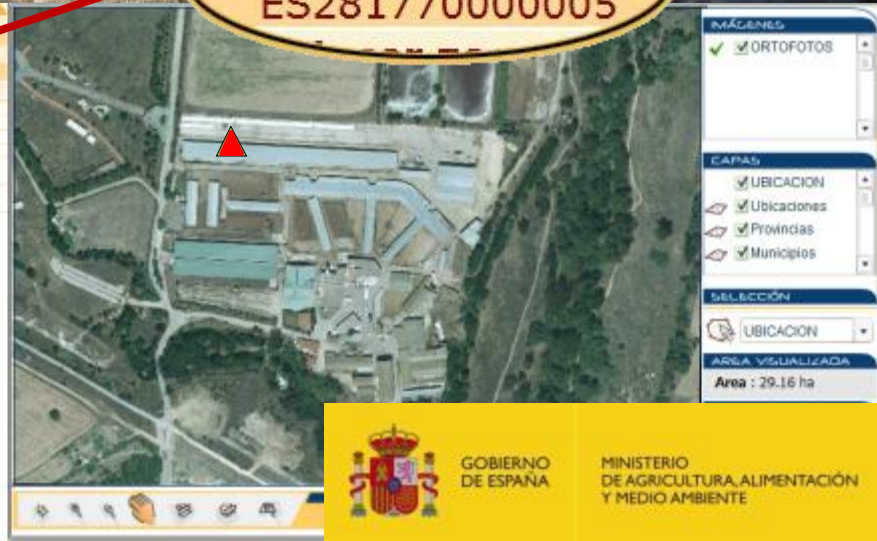 ES281770000005
IMÁGENES
ORTOFOTOS
CAPAS
UBICACION
Ubicaciones
Provincias
Municipios
SELECCIÓN
UBICACION
AREA VISUALIZADA
Area : 29.16 ha
GOBIERNO
DE ESPAÑA
MINISTERIO
DE AGRICULTURA, ALIMENTACIÓN
Y MEDIO AMBIENTE